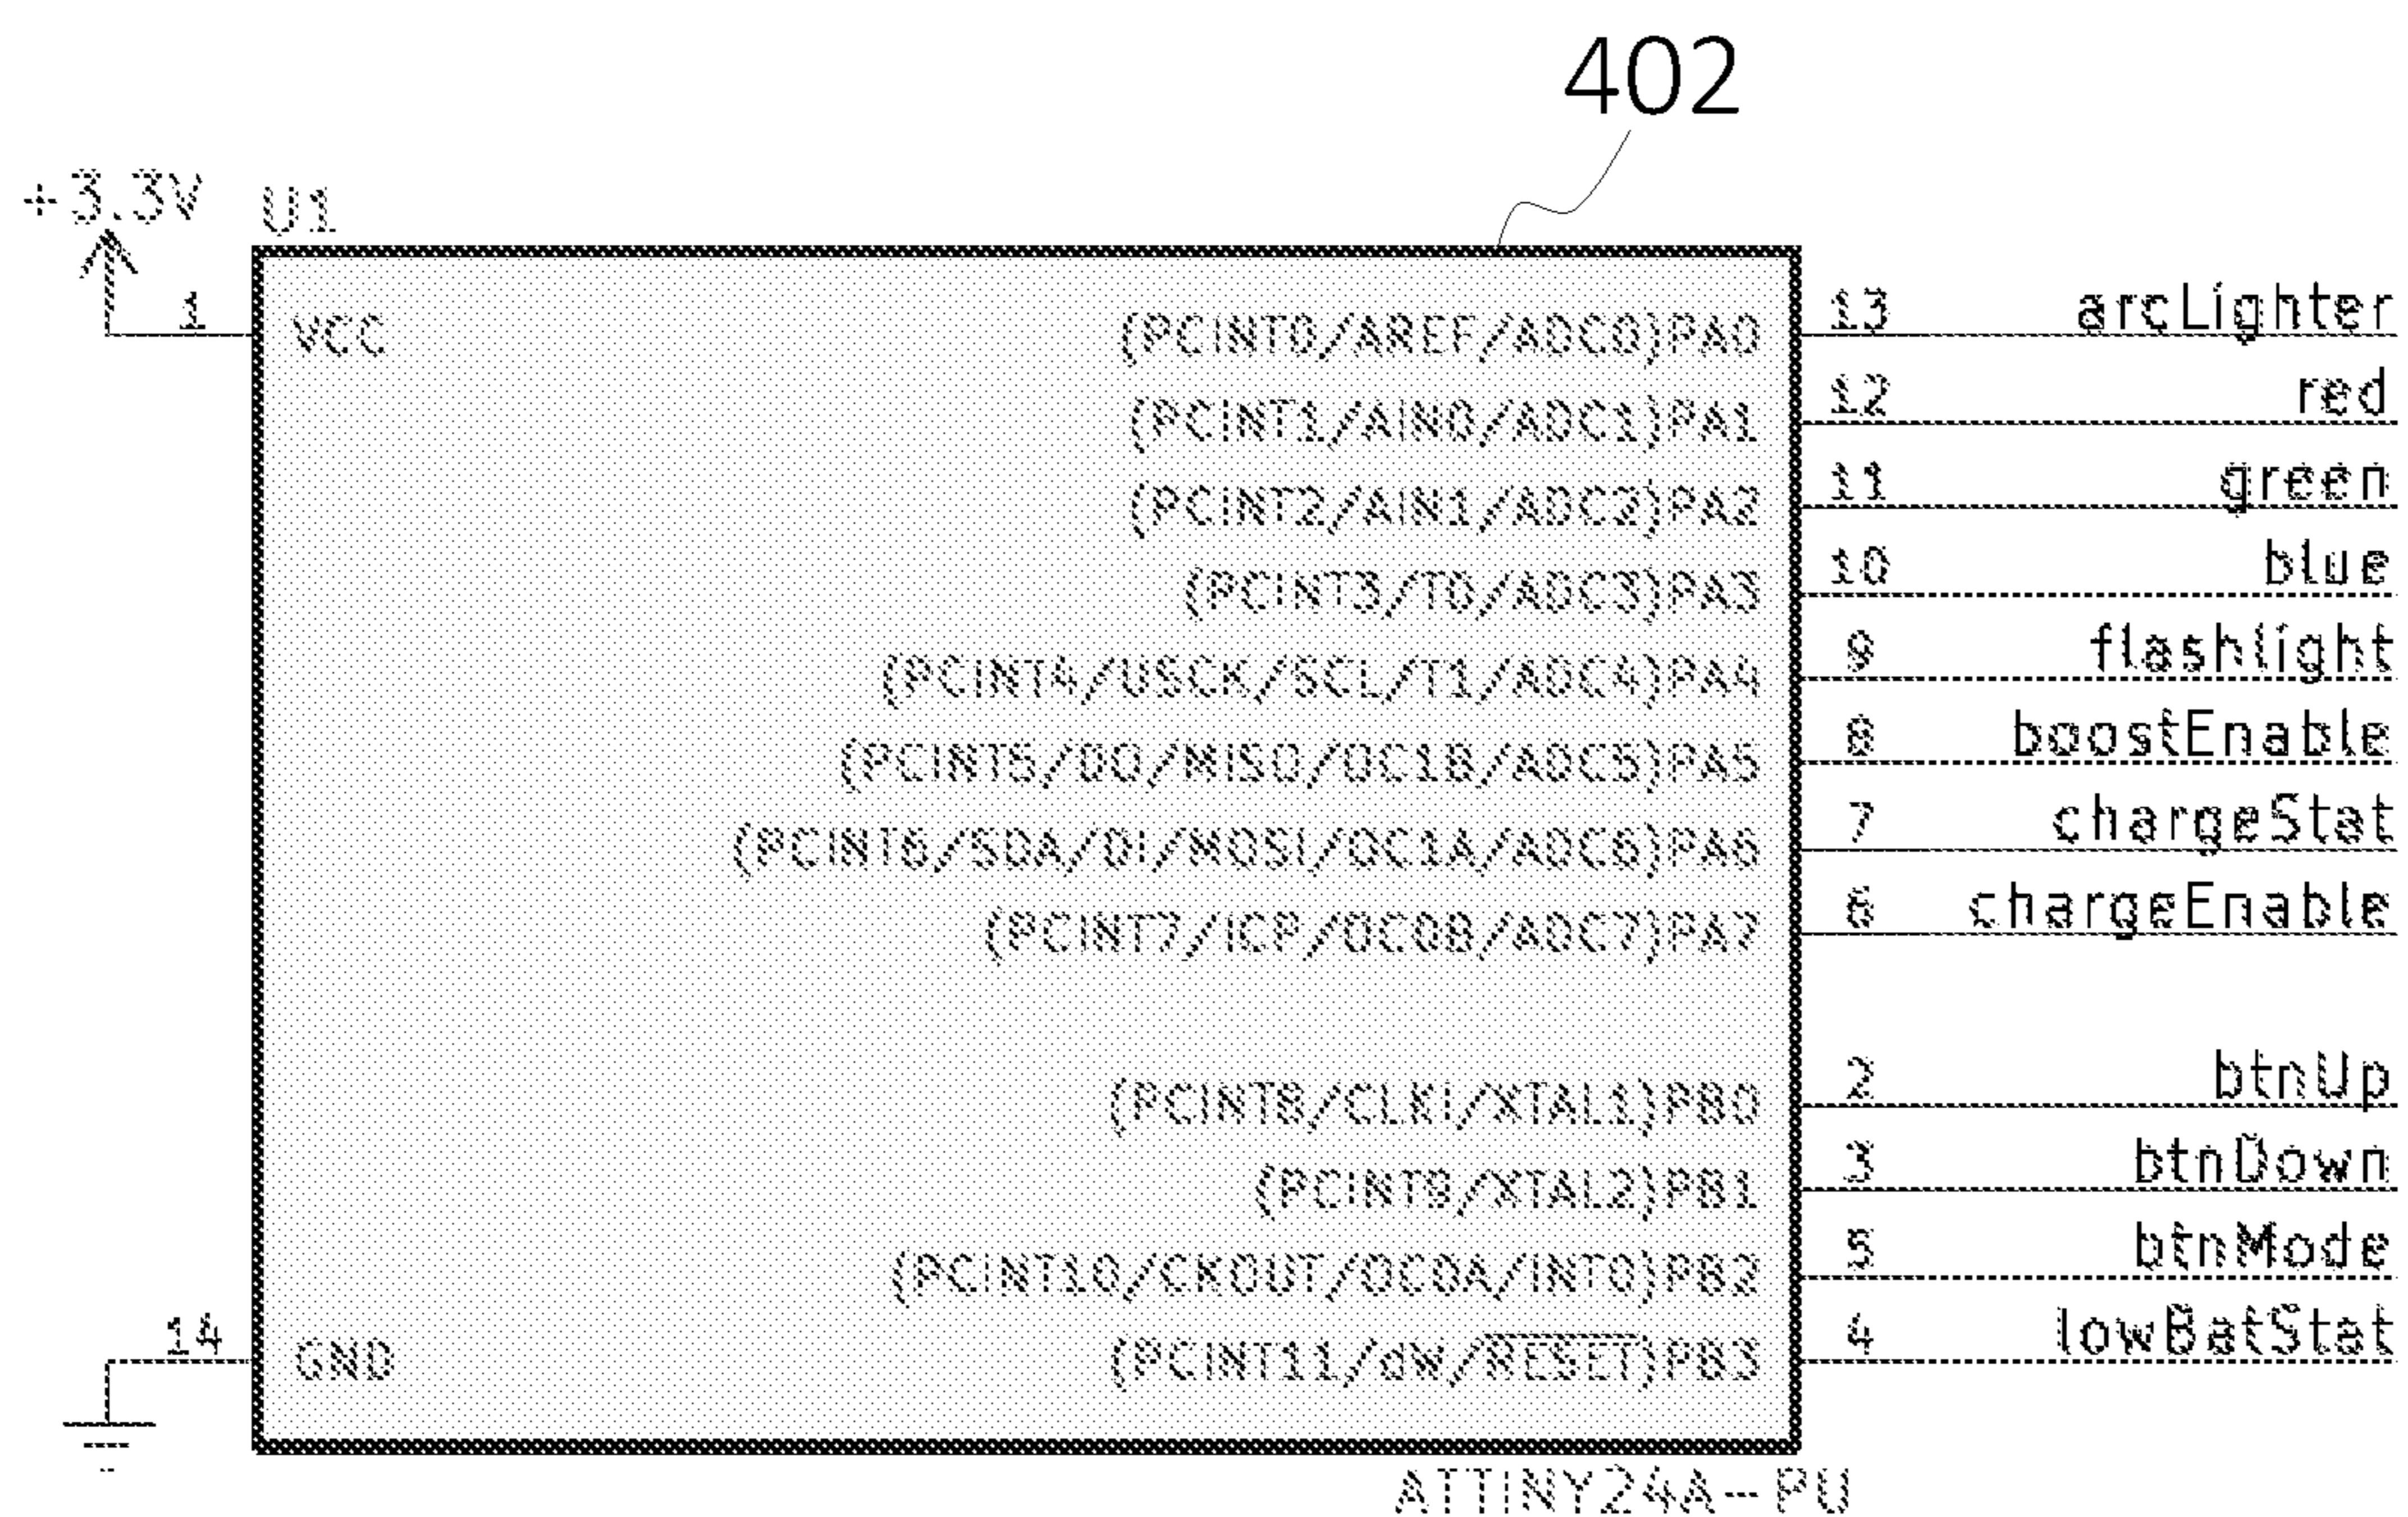 402
+3.3V
U1
1 VCC (PCINT0/AREF/ADC0)PA0 13 arcLighter
(PCINT1/AIN0/ADC1)PA1 12 red
(PCINT2/AIN1/ADC2)PA2 11 green
(PCINT3/T0/ADC3)PA3 10 blue
(PCINT4/USCK/SCL/T1/ADC4)PA4 9 flashlight
(PCINT5/DO/MISO/OC1B/ADC5)PA5 8 boostEnable
(PCINT6/SDA/DI/MOSI/OC1A/ADC6)PA6 7 chargeStat
(PCINT7/ICP/OC0B/ADC7)PA7 6 chargeEnable
(PCINT8/CLKI/XTAL1)PB0 2 btnUp
(PCINT9/XTAL2)PB1 3 btnDown
(PCINT10/CKOUT/OC0A/INT0)PB2 5 btnMode
14 GND (PCINT11/dW/RESET)PB3 4 lowBatStat
ATTINY24A-PU